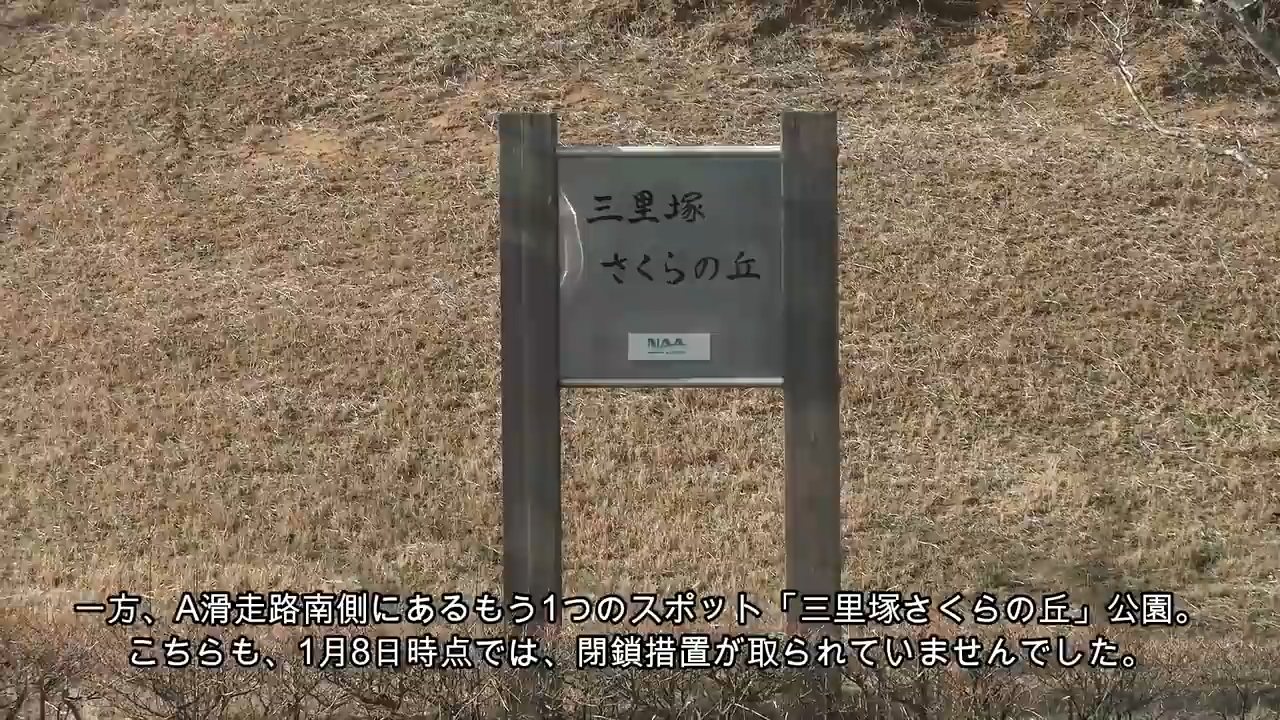 三里塚
さくらの丘
NAA
一方、A滑走路南側にあるもう1つのスポット「三里塚さくらの丘」公園。
こちらも、1月8日時点では、閉鎖措置が取られていませんでした。